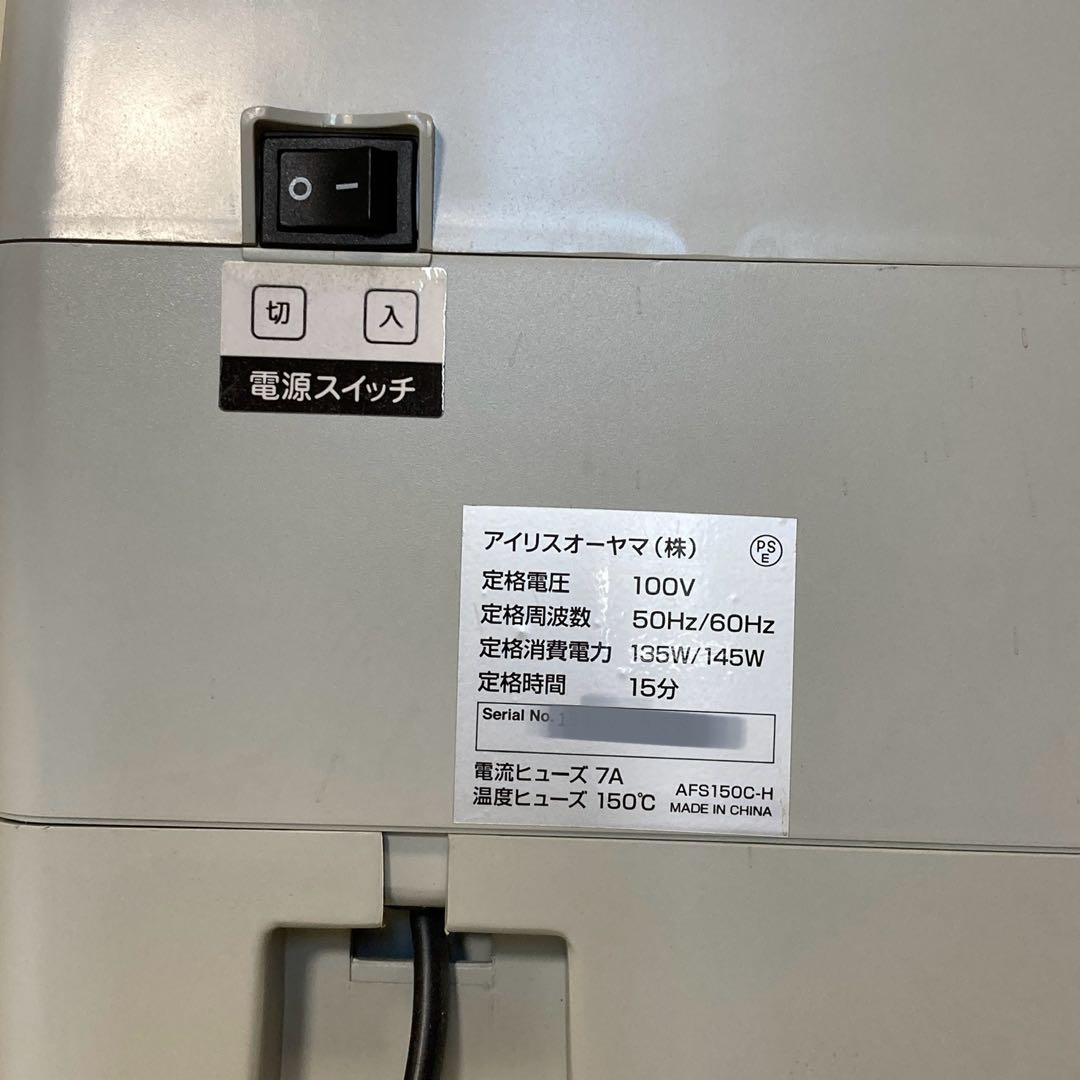 切 入
電源スイッチ
アイリスオーヤマ(株) PSE
定格電圧 100V
定格周波数 50Hz/60Hz
定格消費電力 135W/145W
定格時間 15分
Serial No.
電流ヒューズ 7A
温度ヒューズ 150℃
AFS150C-H
MADE IN CHINA